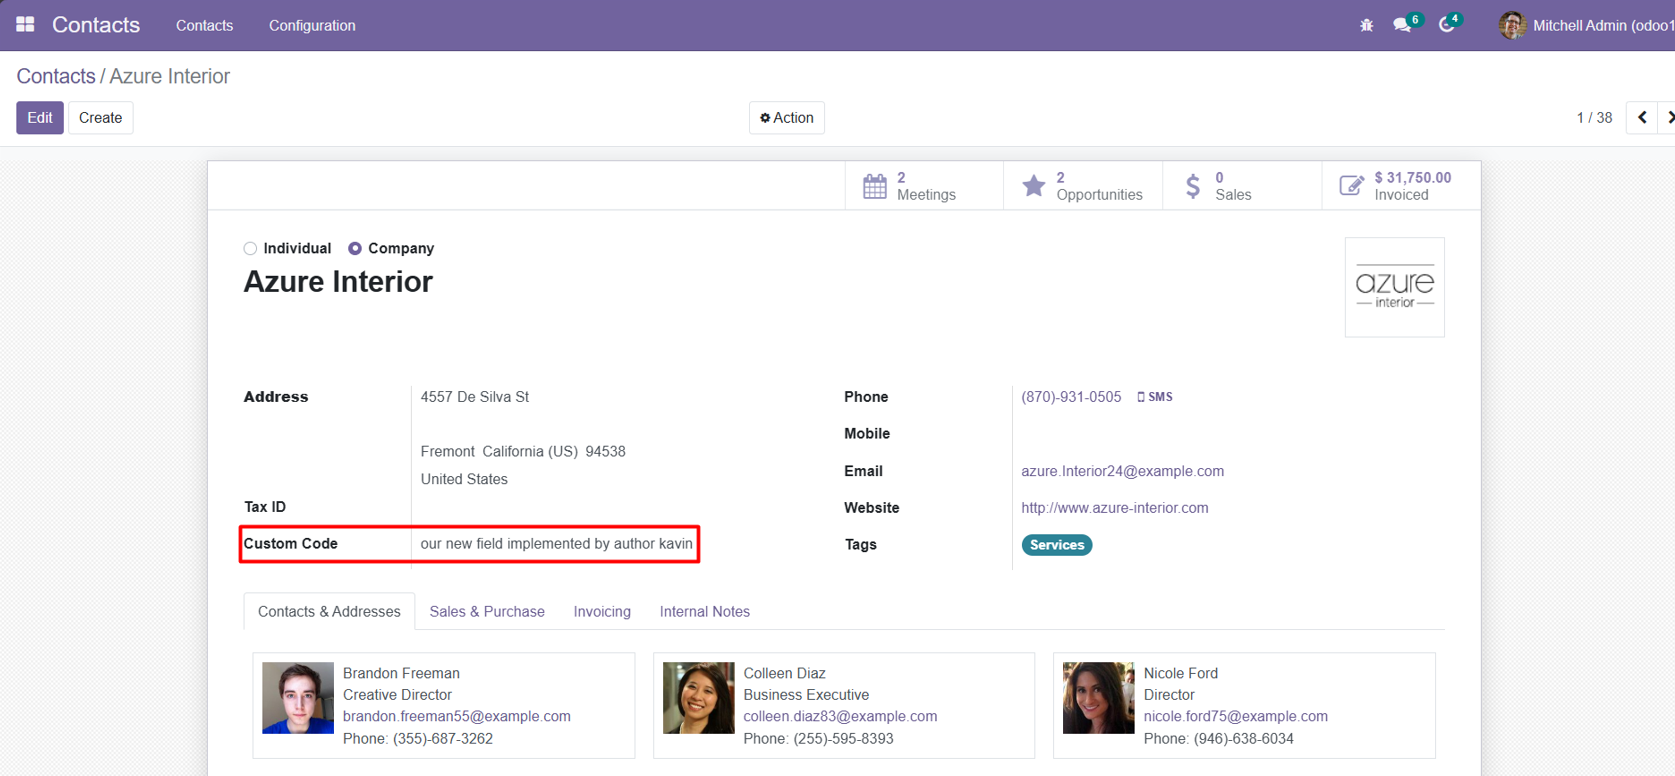 Contacts Contacts Configuration 6 4 Mitchell Admin (odoo1
Contacts / Azure Interior
Edit Create Action 1 / 38
2 Meetings
2 Opportunities
0 Sales
$ 31,750.00 Invoiced
Individual Company
Azure Interior
azure
interior
Address 4557 De Silva St
Fremont California (US) 94538
United States
Tax ID
Custom Code our new field implemented by author kavin
Phone (870)-931-0505 SMS
Mobile
Email azure.Interior24@example.com
Website http://www.azure-interior.com
Tags Services
Contacts & Addresses Sales & Purchase Invoicing Internal Notes
Brandon Freeman
Creative Director
brandon.freeman55@example.com
Phone: (355)-687-3262
Colleen Diaz
Business Executive
colleen.diaz83@example.com
Phone: (255)-595-8393
Nicole Ford
Director
nicole.ford75@example.com
Phone: (946)-638-6034